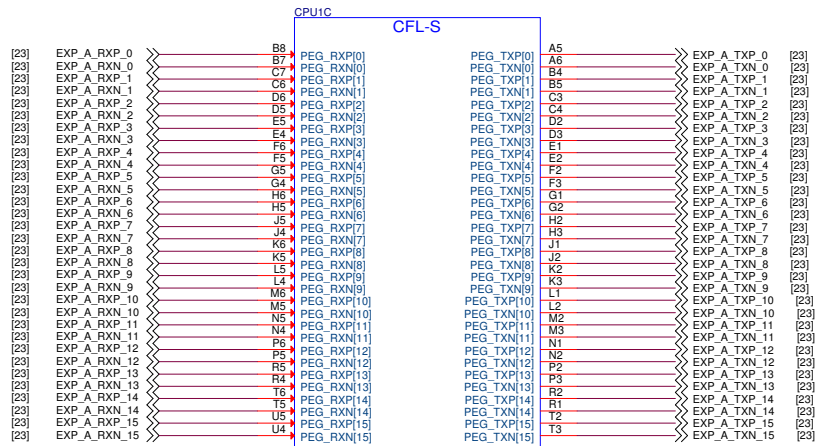 CPU1C
CFL-S
[23] EXP_A_RXP_0 B8 PEG_RXP[0] PEG_TXP[0] A5 EXP_A_TXP_0 [23]
[23] EXP_A_RXN_0 B7 PEG_RXN[0] PEG_TXN[0] A6 EXP_A_TXN_0 [23]
[23] EXP_A_RXP_1 C7 PEG_RXP[1] PEG_TXP[1] B4 EXP_A_TXP_1 [23]
[23] EXP_A_RXN_1 C6 PEG_RXN[1] PEG_TXN[1] B5 EXP_A_TXN_1 [23]
[23] EXP_A_RXP_2 D6 PEG_RXP[2] PEG_TXP[2] C3 EXP_A_TXP_2 [23]
[23] EXP_A_RXN_2 D5 PEG_RXN[2] PEG_TXN[2] C4 EXP_A_TXN_2 [23]
[23] EXP_A_RXP_3 E5 PEG_RXP[3] PEG_TXP[3] D2 EXP_A_TXP_3 [23]
[23] EXP_A_RXN_3 E4 PEG_RXN[3] PEG_TXN[3] D3 EXP_A_TXN_3 [23]
[23] EXP_A_RXP_4 F6 PEG_RXP[4] PEG_TXP[4] E1 EXP_A_TXP_4 [23]
[23] EXP_A_RXN_4 F5 PEG_RXN[4] PEG_TXN[4] E2 EXP_A_TXN_4 [23]
[23] EXP_A_RXP_5 G5 PEG_RXP[5] PEG_TXP[5] F2 EXP_A_TXP_5 [23]
[23] EXP_A_RXN_5 G4 PEG_RXN[5] PEG_TXN[5] F3 EXP_A_TXN_5 [23]
[23] EXP_A_RXP_6 H6 PEG_RXP[6] PEG_TXP[6] G1 EXP_A_TXP_6 [23]
[23] EXP_A_RXN_6 H5 PEG_RXN[6] PEG_TXN[6] G2 EXP_A_TXN_6 [23]
[23] EXP_A_RXP_7 J5 PEG_RXP[7] PEG_TXP[7] H2 EXP_A_TXP_7 [23]
[23] EXP_A_RXN_7 J4 PEG_RXN[7] PEG_TXN[7] H3 EXP_A_TXN_7 [23]
[23] EXP_A_RXP_8 K6 PEG_RXP[8] PEG_TXP[8] J1 EXP_A_TXP_8 [23]
[23] EXP_A_RXN_8 K5 PEG_RXN[8] PEG_TXN[8] J2 EXP_A_TXN_8 [23]
[23] EXP_A_RXP_9 L5 PEG_RXP[9] PEG_TXP[9] K2 EXP_A_TXP_9 [23]
[23] EXP_A_RXN_9 L4 PEG_RXN[9] PEG_TXN[9] K3 EXP_A_TXN_9 [23]
[23] EXP_A_RXP_10 M6 PEG_RXP[10] PEG_TXP[10] L1 EXP_A_TXP_10 [23]
[23] EXP_A_RXN_10 M5 PEG_RXN[10] PEG_TXN[10] L2 EXP_A_TXN_10 [23]
[23] EXP_A_RXP_11 N5 PEG_RXP[11] PEG_TXP[11] M2 EXP_A_TXP_11 [23]
[23] EXP_A_RXN_11 N4 PEG_RXN[11] PEG_TXN[11] M3 EXP_A_TXN_11 [23]
[23] EXP_A_RXP_12 P6 PEG_RXP[12] PEG_TXP[12] N1 EXP_A_TXP_12 [23]
[23] EXP_A_RXN_12 P5 PEG_RXN[12] PEG_TXN[12] N2 EXP_A_TXN_12 [23]
[23] EXP_A_RXP_13 R5 PEG_RXP[13] PEG_TXP[13] P2 EXP_A_TXP_13 [23]
[23] EXP_A_RXN_13 R4 PEG_RXN[13] PEG_TXN[13] P3 EXP_A_TXN_13 [23]
[23] EXP_A_RXP_14 T6 PEG_RXP[14] PEG_TXP[14] R2 EXP_A_TXP_14 [23]
[23] EXP_A_RXN_14 T5 PEG_RXN[14] PEG_TXN[14] R1 EXP_A_TXN_14 [23]
[23] EXP_A_RXP_15 U5 PEG_RXP[15] PEG_TXP[15] T2 EXP_A_TXP_15 [23]
[23] EXP_A_RXN_15 U4 PEG_RXN[15] PEG_TXN[15] T3 EXP_A_TXN_15 [23]